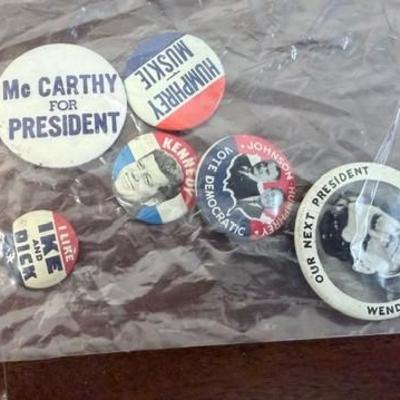 Mc CARTHY
FOR
PRESIDENT
HUMPHREY
MUSKIE
KENNEDY
JOHNSON-HUMPHREY
VOTE DEMOCRATIC
I LIKE
IKE
AND
DICK
OUR NEXT PRESIDENT
WEND